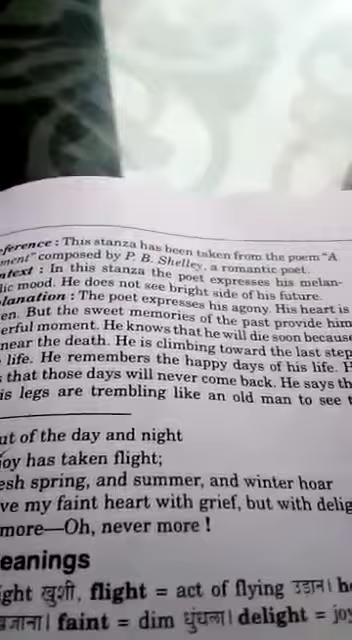 ference : This stanza has been taken from the poem "A
ment" composed by P. B. Shelley, a romantic poet.
ntext : In this stanza the poet expresses his melan-
lic mood. He does not see bright side of his future.
lanation : The poet expresses his agony. His heart is
en. But the sweet memories of the past provide him
erful moment. He knows that he will die soon because
near the death. He is climbing toward the last step
life. He remembers the happy days of his life. H
that those days will never come back. He says th
is legs are trembling like an old man to see t
ut of the day and night
joy has taken flight;
esh spring, and summer, and winter hoar
ve my faint heart with grief, but with delig
more—Oh, never more !
eanings
ight खुशी, flight = act of flying उड़ान। h
जाना। faint = dim धुंधला। delight = joy